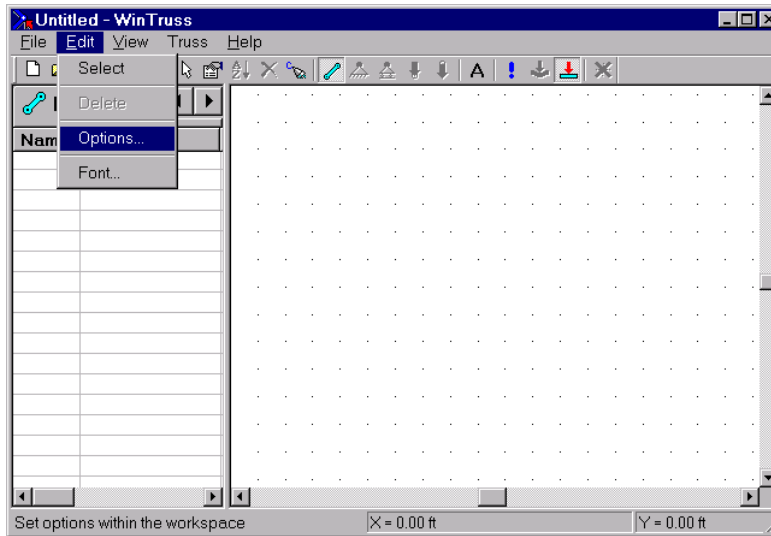 Untitled - WinTruss
File Edit View Truss Help
Select
Delete
Options...
Font...
A !
Nam
Set options within the workspace X = 0.00 ft Y = 0.00 ft